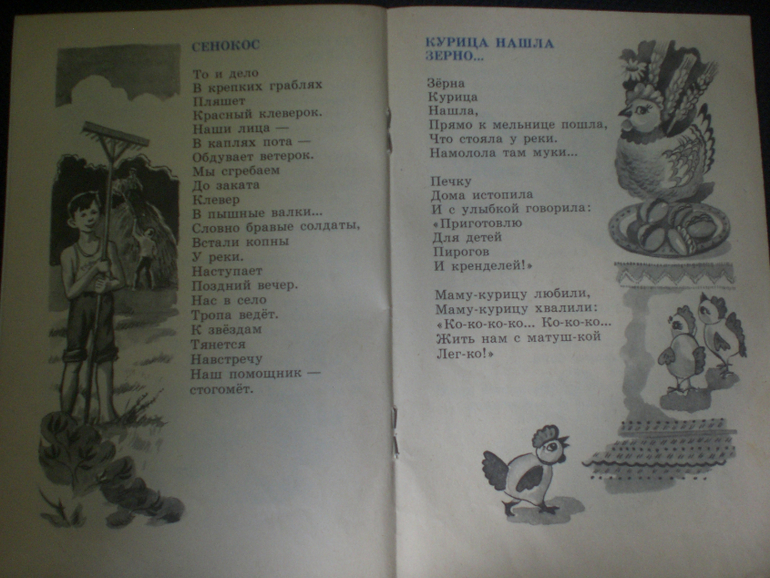 СЕНОКОС
То и дело
В крепких граблях
Пляшет
Красный клеверок.
Наши лица —
В каплях пота —
Обдувает ветерок.
Мы сгребаем
До заката
Клевер
В пышные валки...
Словно бравые солдаты,
Встали копны
У реки.
Наступает
Поздний вечер.
Нас в село
Тропа ведёт.
К звёздам
Тянется
Навстречу
Наш помощник —
стогомёт.
КУРИЦА НАШЛА
ЗЕРНО...
Зёрна
Курица
Нашла,
Прямо к мельнице пошла,
Что стояла у реки.
Намолола там муки...
Печку
Дома истопила
И с улыбкой говорила:
«Приготовлю
Для детей
Пирогов
И кренделей!»
Маму-курицу любили,
Маму-курицу хвалили:
«Ко-ко-ко-ко... Ко-ко-ко...
Жить нам с матуш-кой
Лег-ко!»